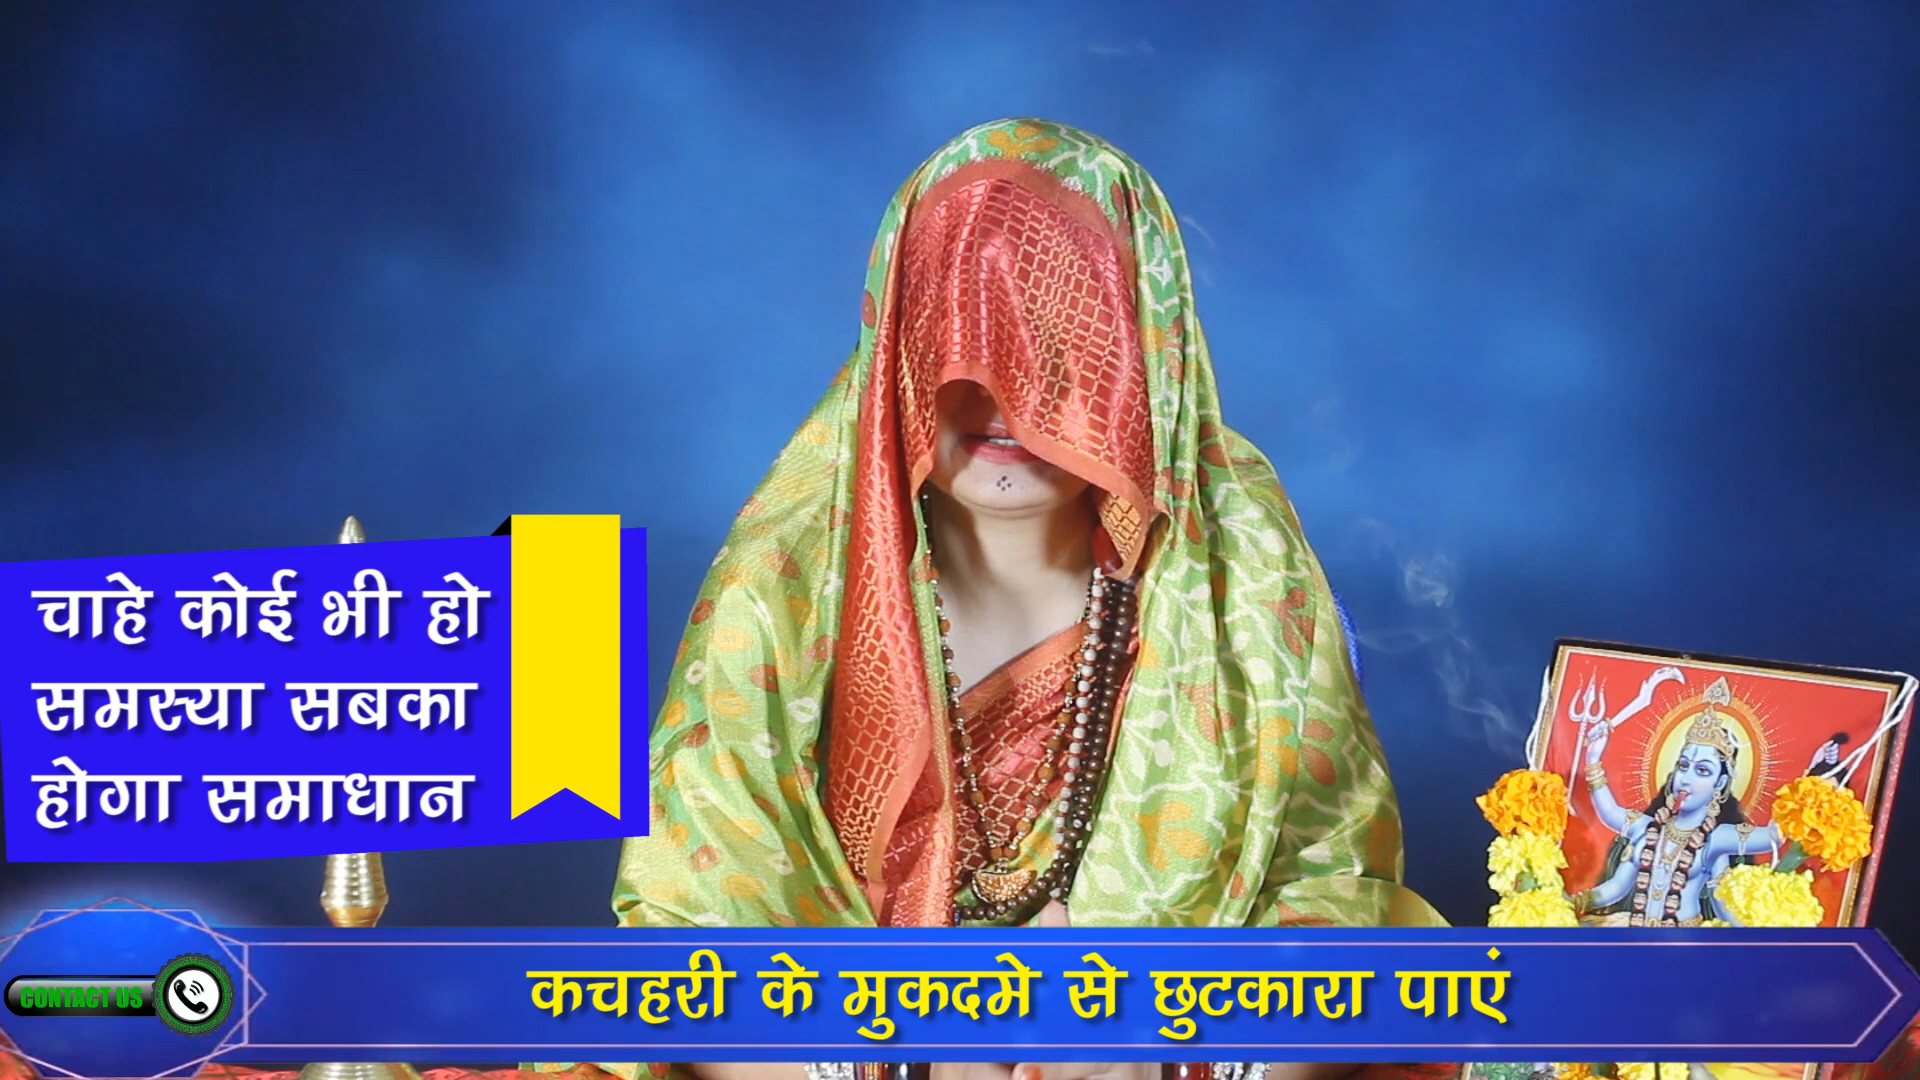 चाहे कोई भी हो
समस्या सबका
होगा समाधान
CONTACT US
कचहरी के मुकदमे से छुटकारा पाएं